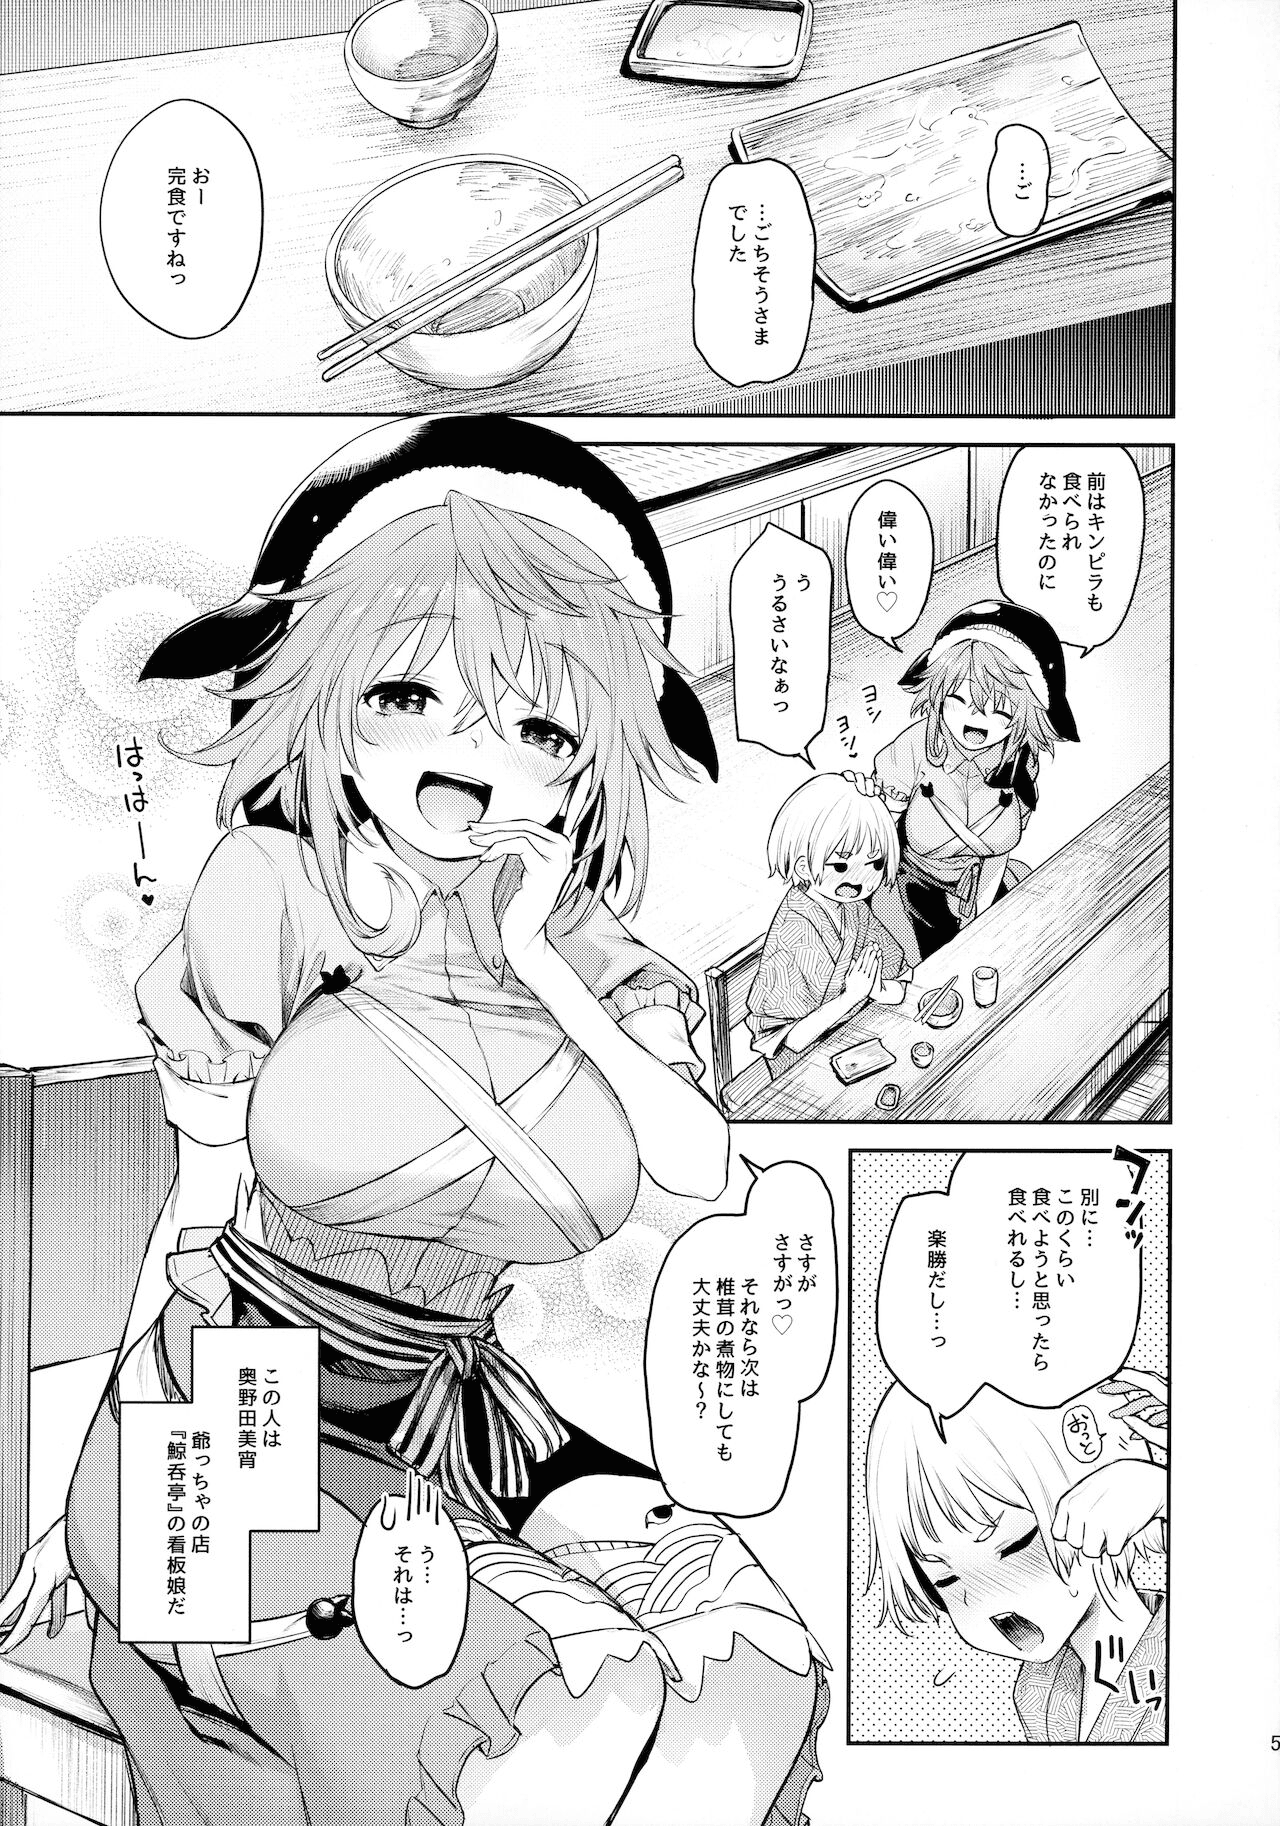 …ご
…ごちそうさま
でした
おー
完食ですねっ
前はキンピラも
食べられ
なかったのに
偉い偉い♡
う
うるさいなぁっ
ヨシ
ヨシ
フンッ
別に…
このくらい
食べようと思ったら
食べれるし…
楽勝だし…っ
おっと
ぐいっ
はっはーん♥
さすが
さすがっ♡
それなら次は
椎茸の煮物にしても
大丈夫かな～？
う…
それは…っ
この人は
奥野田美宵
爺っちゃの店
『鯢呑亭』の看板娘だ
5